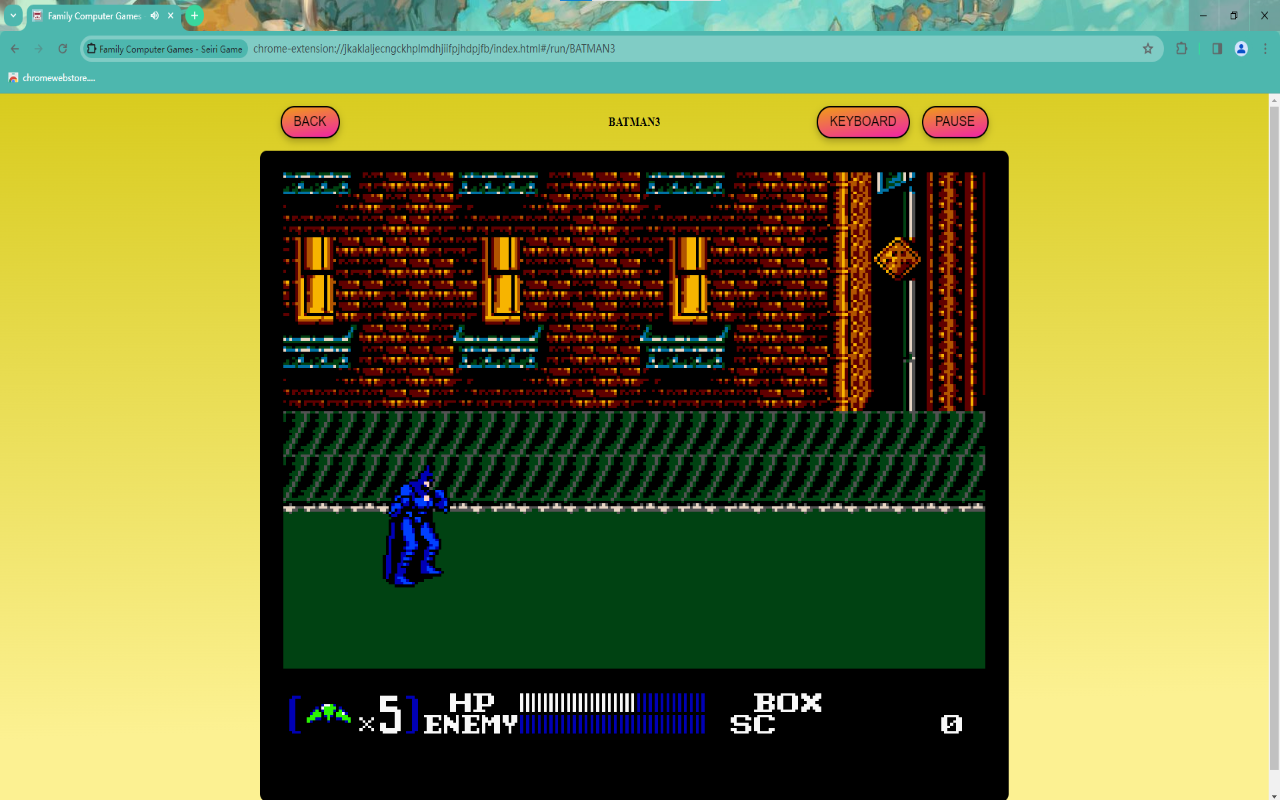 Family Computer Games
Family Computer Games - Seiri Game
chrome-extension://jkaklaljecngckhplmdhjiifpjhdpjfb/index.html#/run/BATMAN3
chromewebstore....
BACK
BATMAN3
KEYBOARD
PAUSE
[ ×5] HP BOX
ENEMY SC 0